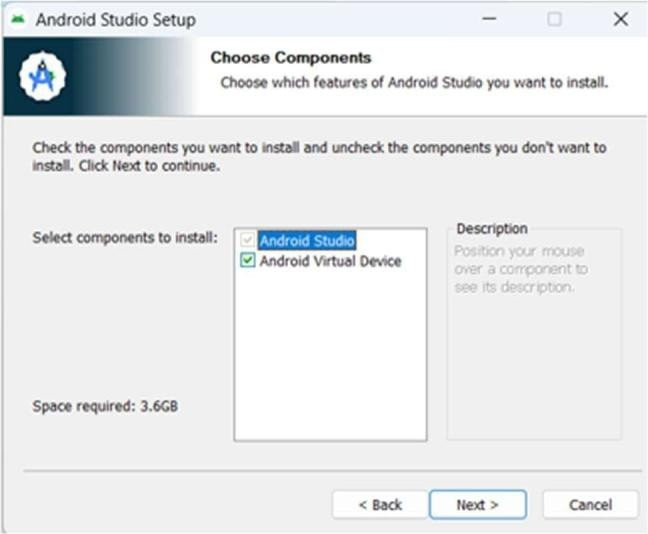 Android Studio Setup
Choose Components
Choose which features of Android Studio you want to install.
Check the components you want to install and uncheck the components you don't want to
install. Click Next to continue.
Select components to install:
Android Studio
Android Virtual Device
Description
Position your mouse
over a component to
see its description.
Space required: 3.6GB
< Back
Next >
Cancel